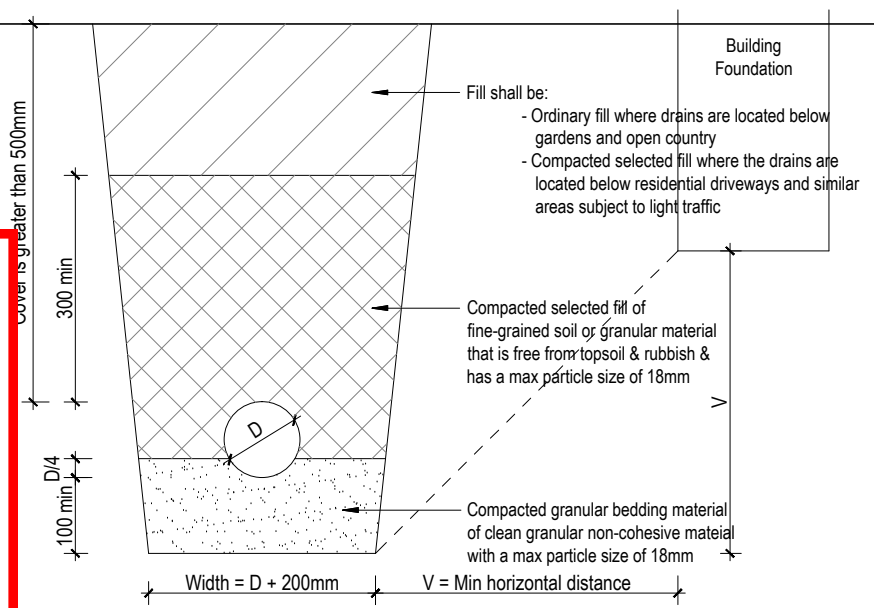 Building
Foundation
Fill shall be:
- Ordinary fill where drains are located below
gardens and open country
- Compacted selected fill where the drains are
located below residential driveways and similar
areas subject to light traffic
Cover is greater than 500mm
300 min
Compacted selected fill of
fine-grained soil or granular material
that is free from topsoil & rubbish &
has a max particle size of 18mm
V
D
D/4
100 min
Compacted granular bedding material
of clean granular non-cohesive mateial
with a max particle size of 18mm
Width = D + 200mm
V = Min horizontal distance